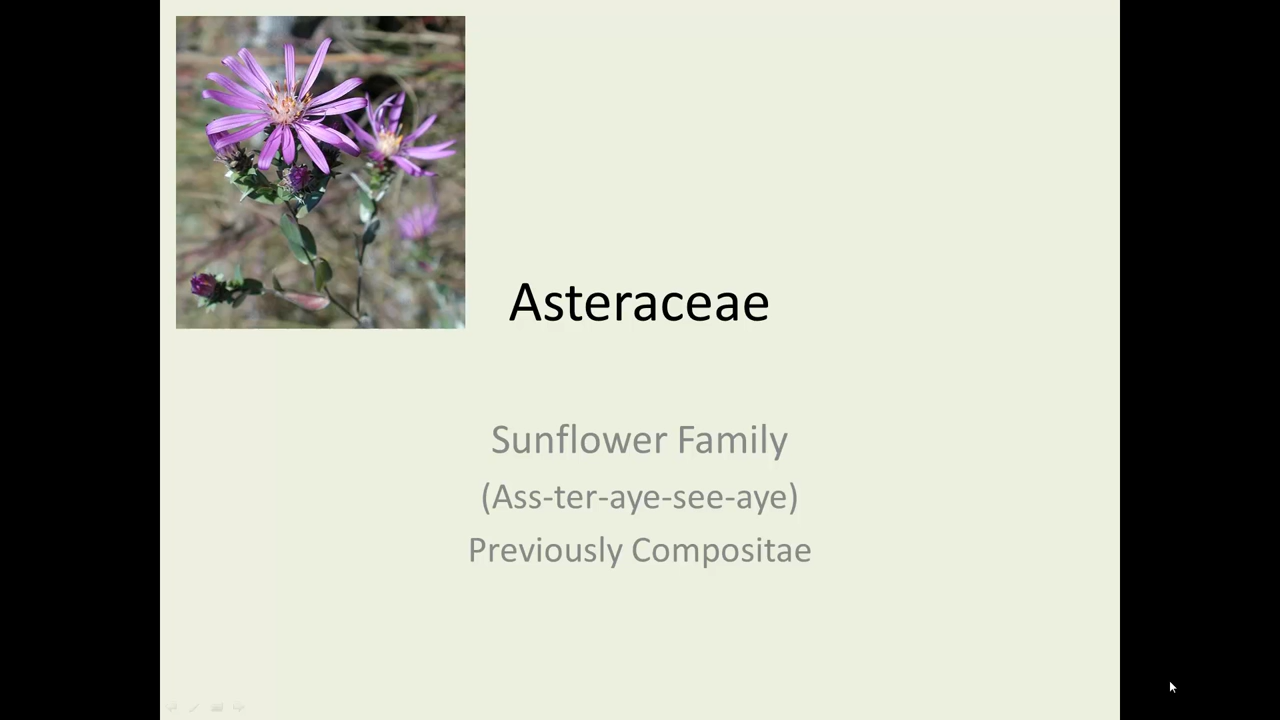 Asteraceae
Sunflower Family
(Ass-ter-aye-see-aye)
Previously Compositae